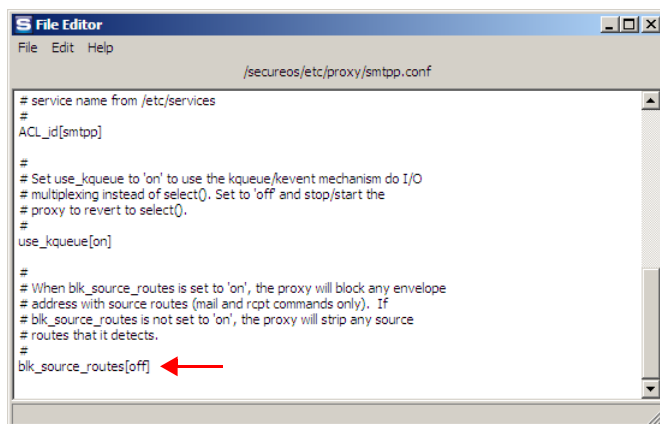 S File Editor
File Edit Help
/secureos/etc/proxy/smtpp.conf
# service name from /etc/services
#
ACL_id[smtpp]
#
# Set use_kqueue to 'on' to use the kqueue/kevent mechanism do I/O
# multiplexing instead of select(). Set to 'off' and stop/start the
# proxy to revert to select().
#
use_kqueue[on]
#
# When blk_source_routes is set to 'on', the proxy will block any envelope
# address with source routes (mail and rcpt commands only). If
# blk_source_routes is not set to 'on', the proxy will strip any source
# routes that it detects.
#
blk_source_routes[off]